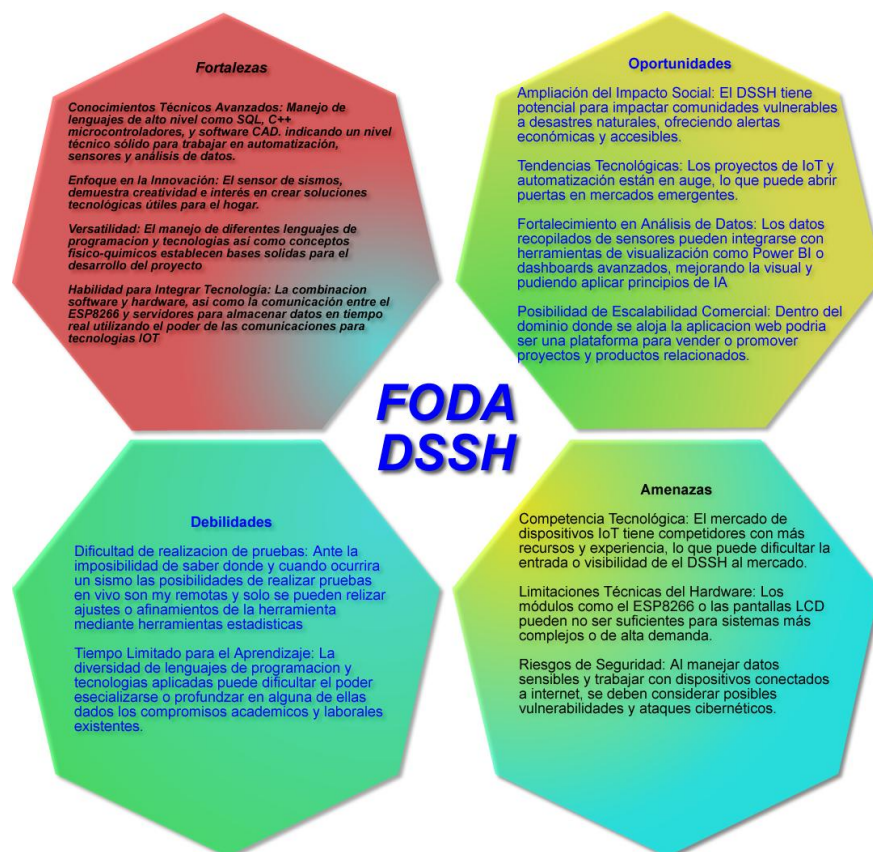 Fortalezas
Conocimientos Técnicos Avanzados: Manejo de
lenguajes de alto nivel como SQL, C++
microcontroladores, y software CAD. indicando un nivel
técnico sólido para trabajar en automatización,
sensores y análisis de datos.
Enfoque en la Innovación: El sensor de sismos,
demuestra creatividad e interés en crear soluciones
tecnológicas útiles para el hogar.
Versatilidad: El manejo de diferentes lenguajes de
programacion y tecnologias asi como conceptos
fisico-quimicos establecen bases solidas para el
desarrollo del proyecto
Habilidad para Integrar Tecnología: La combinacion
software y hardware, así como la comunicación entre el
ESP8266 y servidores para almacenar datos en tiempo
real utilizando el poder de las comunicaciones para
tecnologías IOT
Oportunidades
Ampliación del Impacto Social: El DSSH tiene
potencial para impactar comunidades vulnerables
a desastres naturales, ofreciendo alertas
económicas y accesibles.
Tendencias Tecnológicas: Los proyectos de IoT y
automatización están en auge, lo que puede abrir
puertas en mercados emergentes.
Fortalecimiento en Análisis de Datos: Los datos
recopilados de sensores pueden integrarse con
herramientas de visualización como Power BI o
dashboards avanzados, mejorando la visual y
pudiendo aplicar principios de IA
Posibilidad de Escalabilidad Comercial: Dentro del
dominio donde se aloja la aplicacion web podria
ser una plataforma para vender o promover
proyectos y productos relacionados.
FODA
DSSH
Debilidades
Dificultad de realizacion de pruebas: Ante la
imposibilidad de saber donde y cuando ocurrira
un sismo las posibilidades de realizar pruebas
en vivo son my remotas y solo se pueden relizar
ajustes o afinamientos de la herramienta
mediante herramientas estadisticas
Tiempo Limitado para el Aprendizaje: La
diversidad de lenguajes de programacion y
tecnologias aplicadas puede dificultar el poder
esecializarse o profundzar en alguna de ellas
dados los compromisos academicos y laborales
existentes.
Amenazas
Competencia Tecnológica: El mercado de
dispositivos IoT tiene competidores con más
recursos y experiencia, lo que puede dificultar la
entrada o visibilidad de el DSSH al mercado.
Limitaciones Técnicas del Hardware: Los
módulos como el ESP8266 o las pantallas LCD
pueden no ser suficientes para sistemas más
complejos o de alta demanda.
Riesgos de Seguridad: Al manejar datos
sensibles y trabajar con dispositivos conectados
a internet, se deben considerar posibles
vulnerabilidades y ataques cibernéticos.